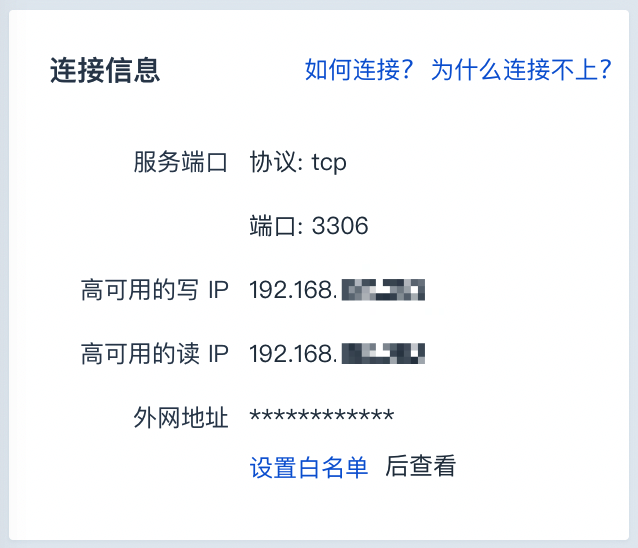 连接信息 如何连接? 为什么连接不上?
服务端口 协议: tcp
端口: 3306
高可用的写 IP 192.168.
高可用的读 IP 192.168.
外网地址 ************
设置白名单 后查看